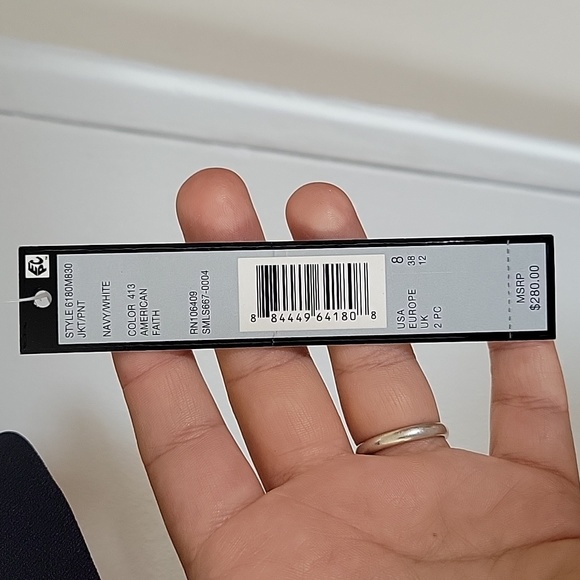 STYLE 6180M830
JKT/PNT
NAVY/WHITE
COLOR 413
AMERICAN
FAITH
RN106409
SMLS667-0004
8 84449 64180 8
USA 8
EUROPE 38
UK 12
2 PC
MSRP
$280.00